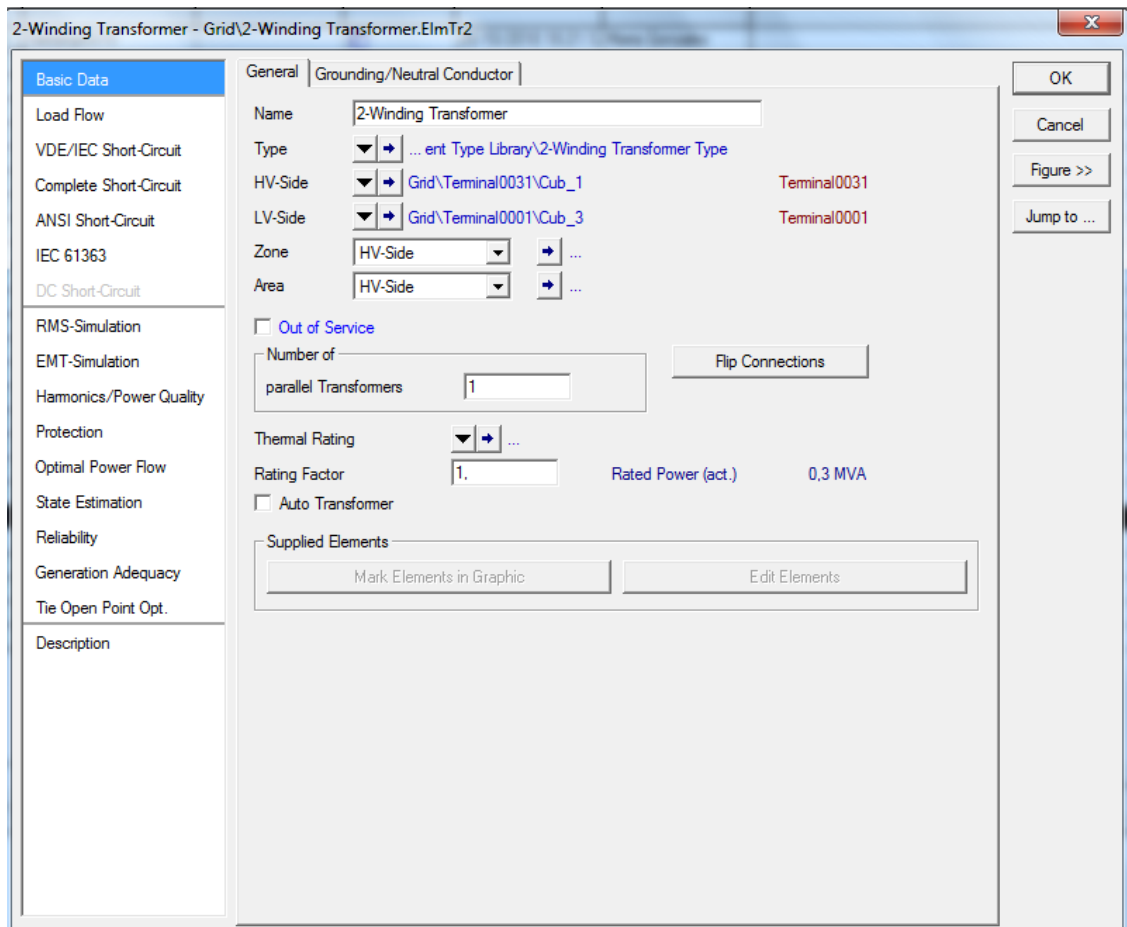 2-Winding Transformer - Grid\2-Winding Transformer.ElmTr2
Basic Data
Load Flow
VDE/IEC Short-Circuit
Complete Short-Circuit
ANSI Short-Circuit
IEC 61363
DC Short-Circuit
RMS-Simulation
EMT-Simulation
Harmonics/Power Quality
Protection
Optimal Power Flow
State Estimation
Reliability
Generation Adequacy
Tie Open Point Opt.
Description
General Grounding/Neutral Conductor
Name 2-Winding Transformer
Type ... ent Type Library\2-Winding Transformer Type
HV-Side Grid\Terminal0031\Cub_1 Terminal0031
LV-Side Grid\Terminal0001\Cub_3 Terminal0001
Zone HV-Side ...
Area HV-Side ...
Out of Service
Number of
parallel Transformers 1
Flip Connections
Thermal Rating ...
Rating Factor 1, Rated Power (act.) 0,3 MVA
Auto Transformer
Supplied Elements
Mark Elements in Graphic Edit Elements
OK
Cancel
Figure >>
Jump to ...